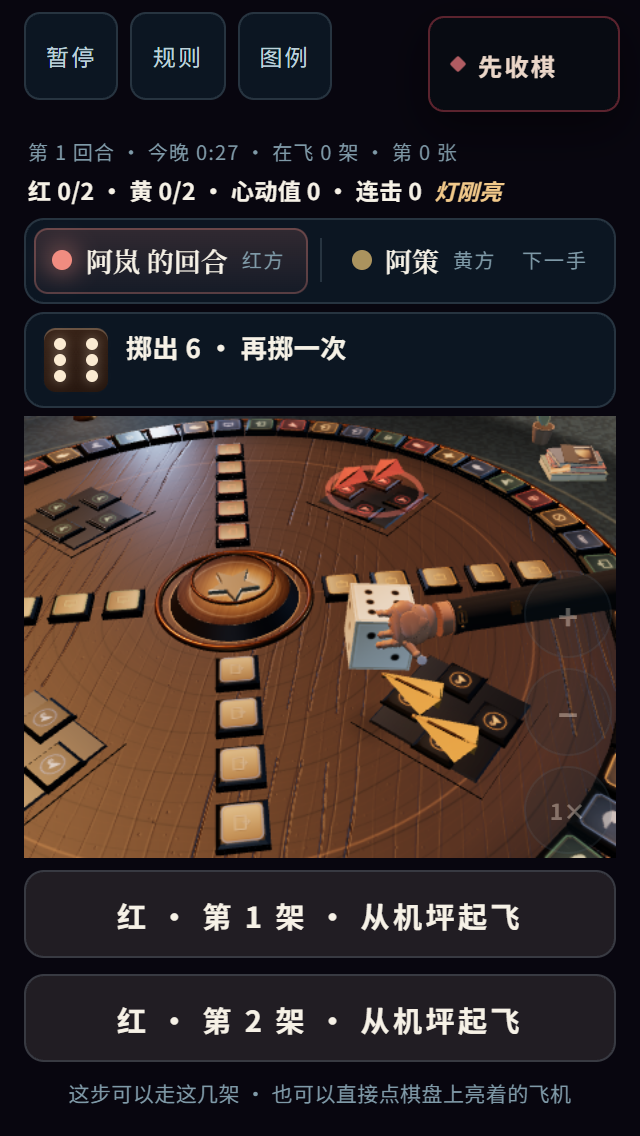 暂停
规则
图例
先收棋
第 1 回合 · 今晚 0:27 · 在飞 0 架 · 第 0 张
红 0/2 · 黄 0/2 · 心动值 0 · 连击 0 灯刚亮
阿岚 的回合 红方
阿策 黄方 下一手
掷出 6 · 再掷一次
+
−
1×
红 · 第 1 架 · 从机坪起飞
红 · 第 2 架 · 从机坪起飞
这步可以走这几架 · 也可以直接点棋盘上亮着的飞机